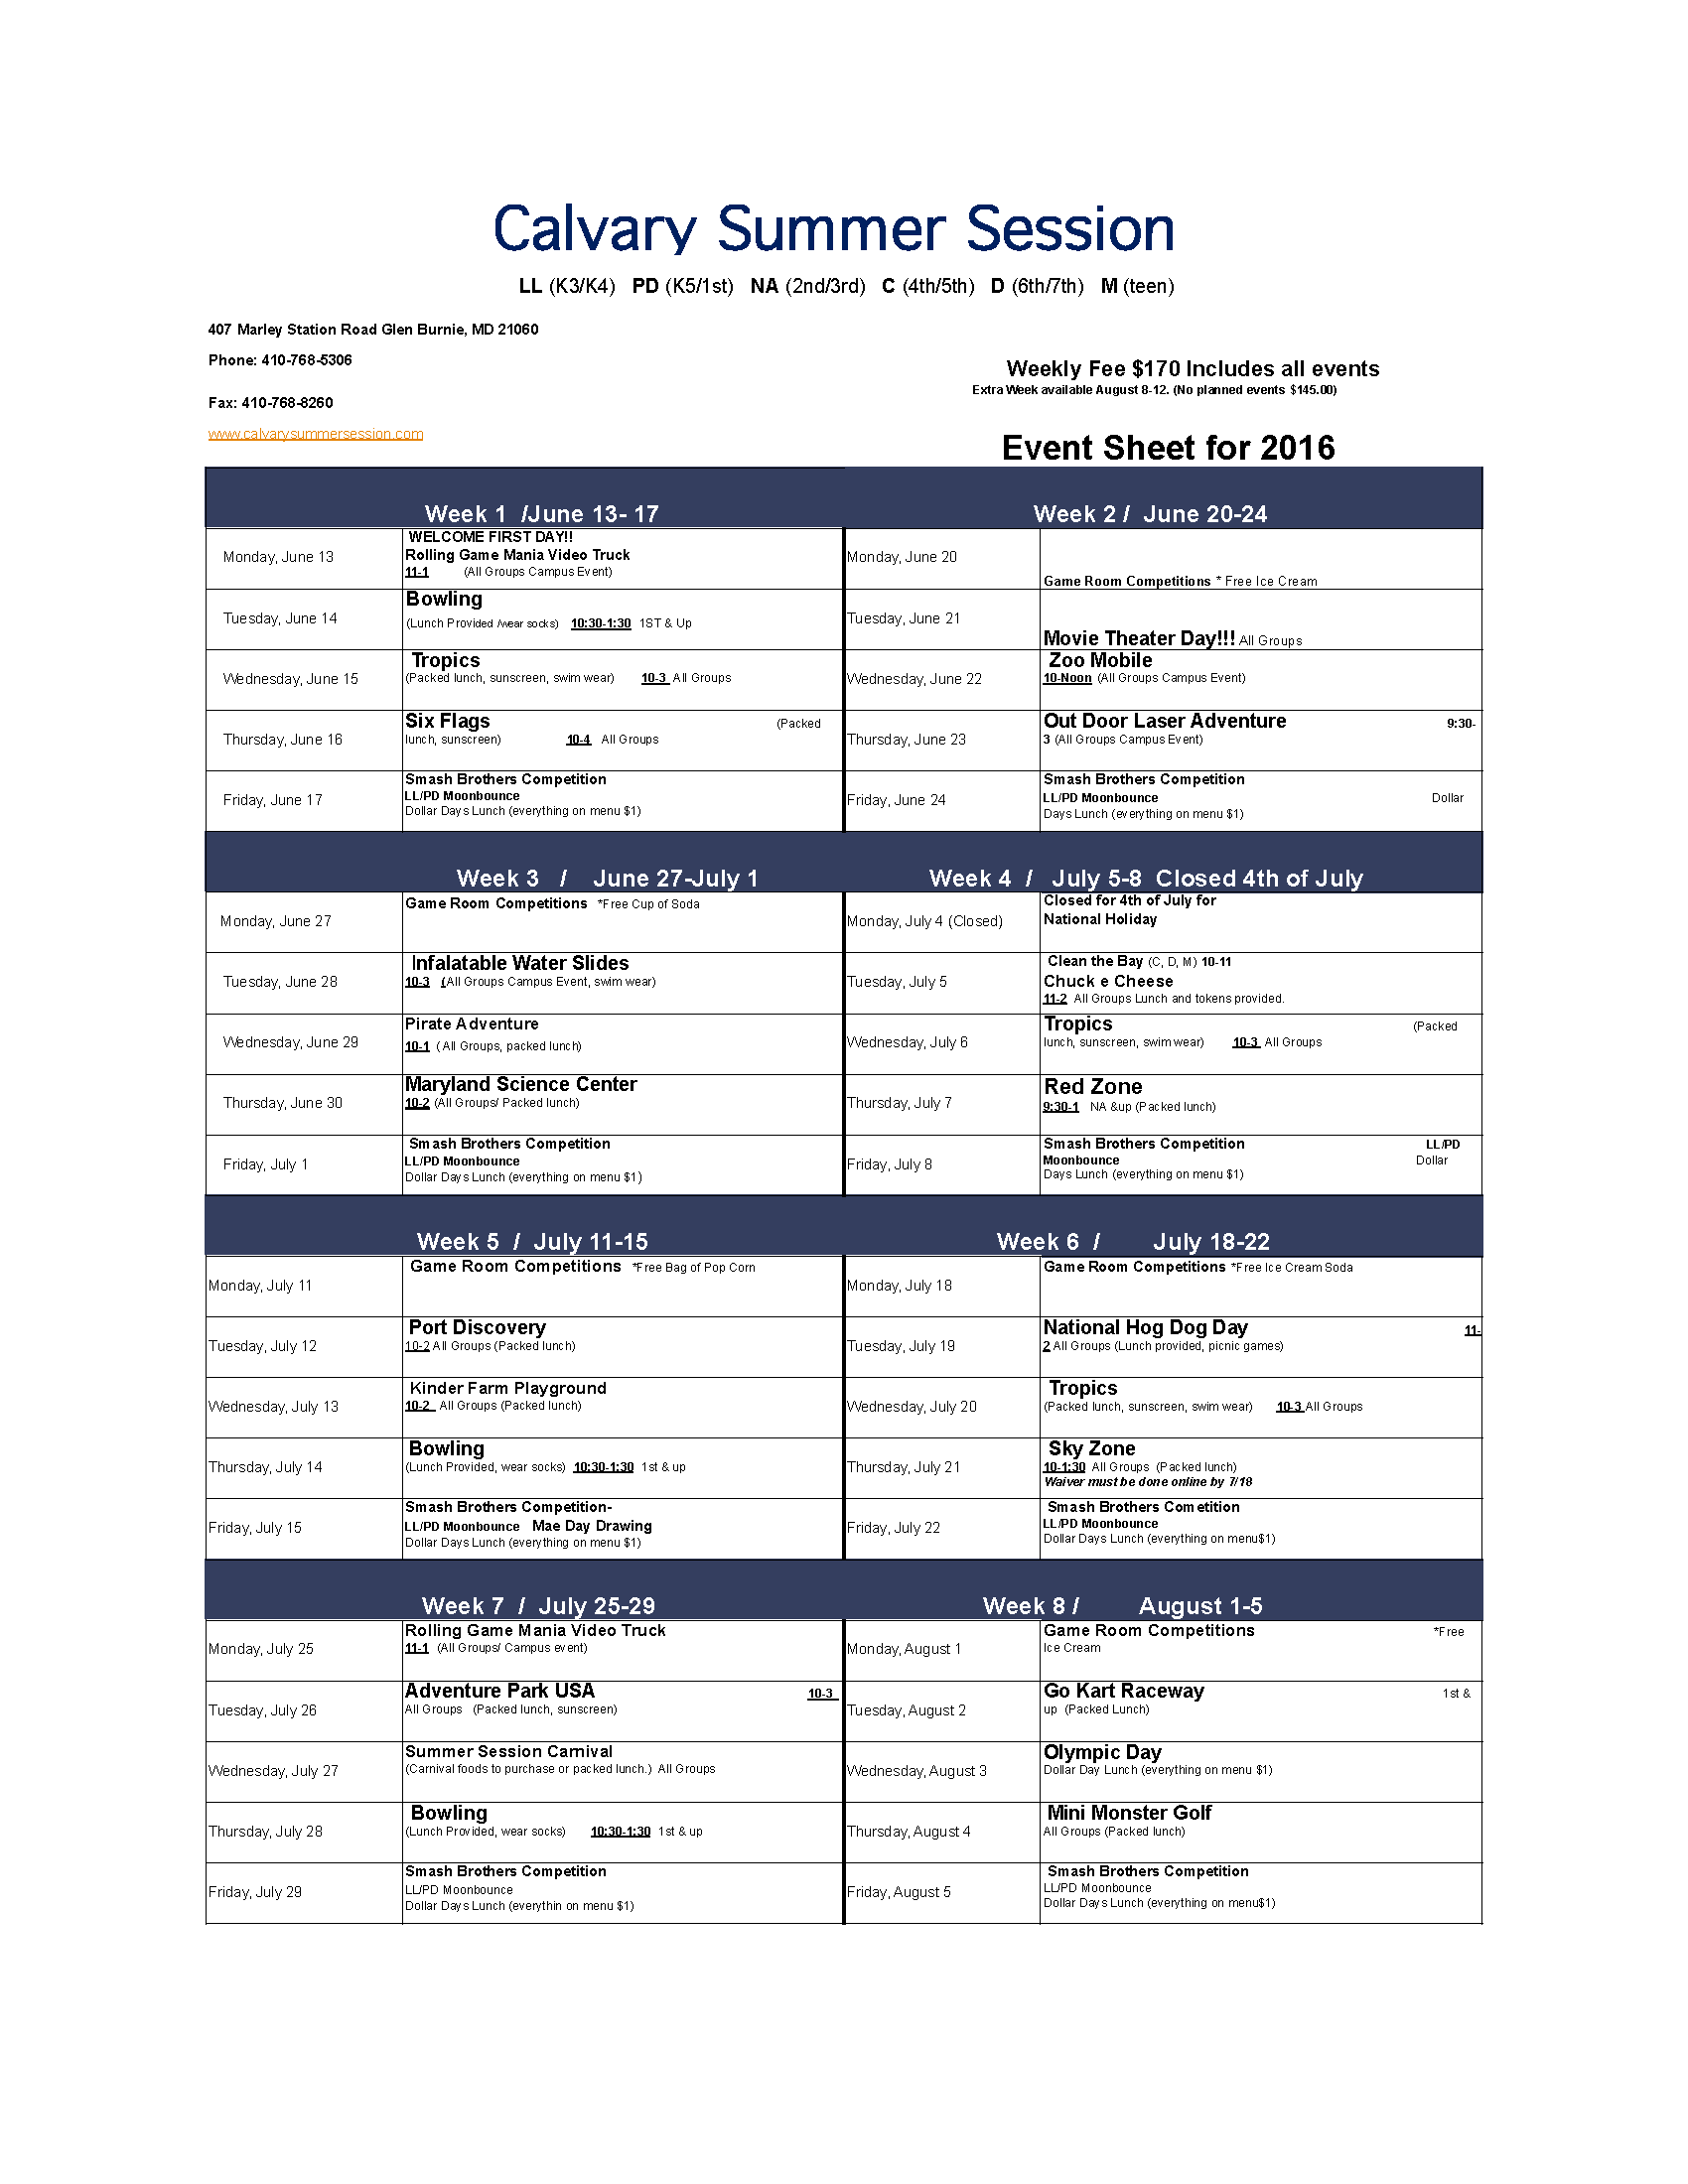 Calvary Summer Session
LL (K3/K4) PD (K5/1st) NA (2nd/3rd) C (4th/5th) D (6th/7th) M (teen)
407 Marley Station Road Glen Burnie, MD 21060
Phone: 410-768-5306
Weekly Fee $170 Includes all events
Extra Week available August 8-12. (No planned events $145.00)
Fax: 410-768-8260
www.calvarysummersession.com
Event Sheet for 2016
Week 1 /June 13- 17
Week 2 / June 20-24
Monday, June 13
WELCOME FIRST DAY!!
Rolling Game Mania Video Truck
11-1 (All Groups Campus Event)
Monday, June 20
Game Room Competitions * Free Ice Cream
Tuesday, June 14
Bowling
(Lunch Provided /wear socks) 10:30-1:30 1ST & Up
Tuesday, June 21
Movie Theater Day!!! All Groups
Wednesday, June 15
Tropics
(Packed lunch, sunscreen, swim wear) 10-3 All Groups
Wednesday, June 22
Zoo Mobile
10-Noon (All Groups Campus Event)
Thursday, June 16
Six Flags (Packed
lunch, sunscreen) 10-4 All Groups
Thursday, June 23
Out Door Laser Adventure 9:30-
3 (All Groups Campus Event)
Friday, June 17
Smash Brothers Competition
LL/PD Moonbounce
Dollar Days Lunch (everything on menu $1)
Friday, June 24
Smash Brothers Competition
LL/PD Moonbounce Dollar
Days Lunch (everything on menu $1)
Week 3 / June 27-July 1
Week 4 / July 5-8 Closed 4th of July
Monday, June 27
Game Room Competitions *Free Cup of Soda
Monday, July 4 (Closed)
Closed for 4th of July for
National Holiday
Tuesday, June 28
Infalatable Water Slides
10-3 (All Groups Campus Event, swim wear)
Tuesday, July 5
Clean the Bay (C, D, M) 10-11
Chuck e Cheese
11-2 All Groups Lunch and tokens provided.
Wednesday, June 29
Pirate Adventure
10-1 ( All Groups, packed lunch)
Wednesday, July 6
Tropics (Packed
lunch, sunscreen, swim wear) 10-3 All Groups
Thursday, June 30
Maryland Science Center
10-2 (All Groups/ Packed lunch)
Thursday, July 7
Red Zone
9:30-1 NA &up (Packed lunch)
Friday, July 1
Smash Brothers Competition
LL/PD Moonbounce
Dollar Days Lunch (everything on menu $1)
Friday, July 8
Smash Brothers Competition LL/PD
Moonbounce Dollar
Days Lunch (everything on menu $1)
Week 5 / July 11-15
Week 6 / July 18-22
Monday, July 11
Game Room Competitions *Free Bag of Pop Corn
Monday, July 18
Game Room Competitions *Free Ice Cream Soda
Tuesday, July 12
Port Discovery
10-2 All Groups (Packed lunch)
Tuesday, July 19
National Hog Dog Day 11-
2 All Groups (Lunch provided, picnic games)
Wednesday, July 13
Kinder Farm Playground
10-2 All Groups (Packed lunch)
Wednesday, July 20
Tropics
(Packed lunch, sunscreen, swim wear) 10-3 All Groups
Thursday, July 14
Bowling
(Lunch Provided, wear socks) 10:30-1:30 1st & up
Thursday, July 21
Sky Zone
10-1:30 All Groups (Packed lunch)
Waiver must be done online by 7/18
Friday, July 15
Smash Brothers Competition-
LL/PD Moonbounce Mae Day Drawing
Dollar Days Lunch (everything on menu $1)
Friday, July 22
Smash Brothers Cometition
LL/PD Moonbounce
Dollar Days Lunch (everything on menu$1)
Week 7 / July 25-29
Week 8 / August 1-5
Monday, July 25
Rolling Game Mania Video Truck
11-1 (All Groups/ Campus event)
Monday, August 1
Game Room Competitions *Free
Ice Cream
Tuesday, July 26
Adventure Park USA 10-3
All Groups (Packed lunch, sunscreen)
Tuesday, August 2
Go Kart Raceway 1st &
up (Packed Lunch)
Wednesday, July 27
Summer Session Carnival
(Carnival foods to purchase or packed lunch.) All Groups
Wednesday, August 3
Olympic Day
Dollar Day Lunch (everything on menu $1)
Thursday, July 28
Bowling
(Lunch Provided, wear socks) 10:30-1:30 1st & up
Thursday, August 4
Mini Monster Golf
All Groups (Packed lunch)
Friday, July 29
Smash Brothers Competition
LL/PD Moonbounce
Dollar Days Lunch (everythin on menu $1)
Friday, August 5
Smash Brothers Competition
LL/PD Moonbounce
Dollar Days Lunch (everything on menu$1)